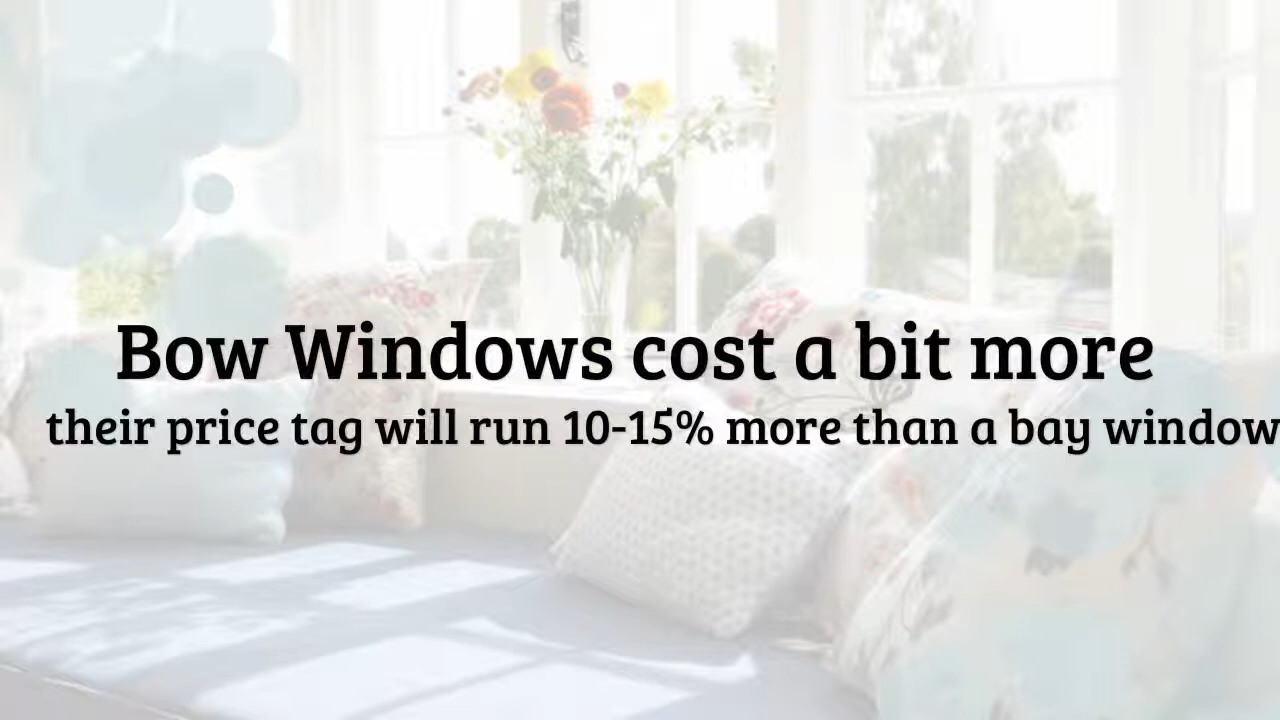 Bow Windows cost a bit more
their price tag will run 10-15% more than a bay window